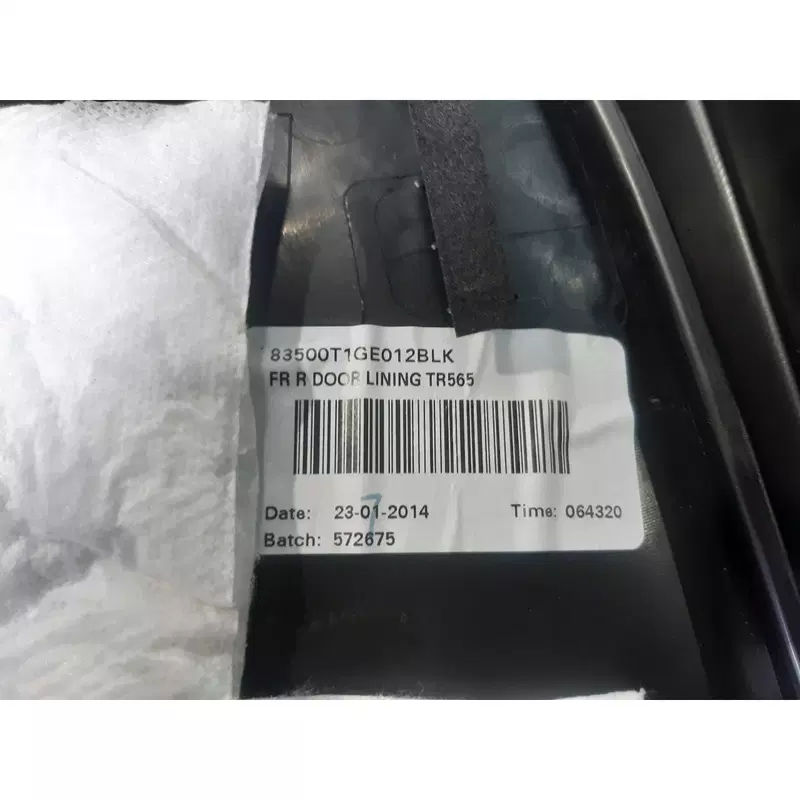 83500T1GE012BLK
FR R DOOR LINING TR565
Date: 23-01-2014 Time: 064320
7
Batch: 572675